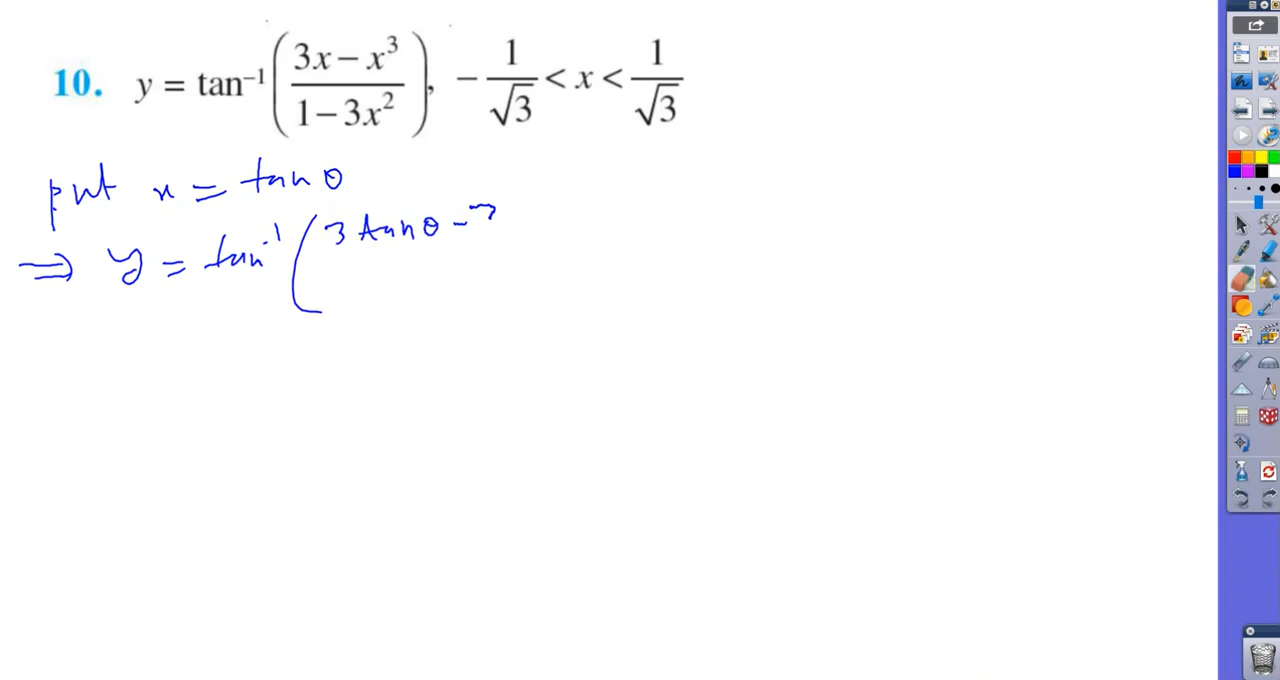 10. y = tan⁻¹((3x − x³)/(1 − 3x²)), −1/√3 < x < 1/√3
put x = tan θ
⇒ y = tan⁻¹(3 tan θ −